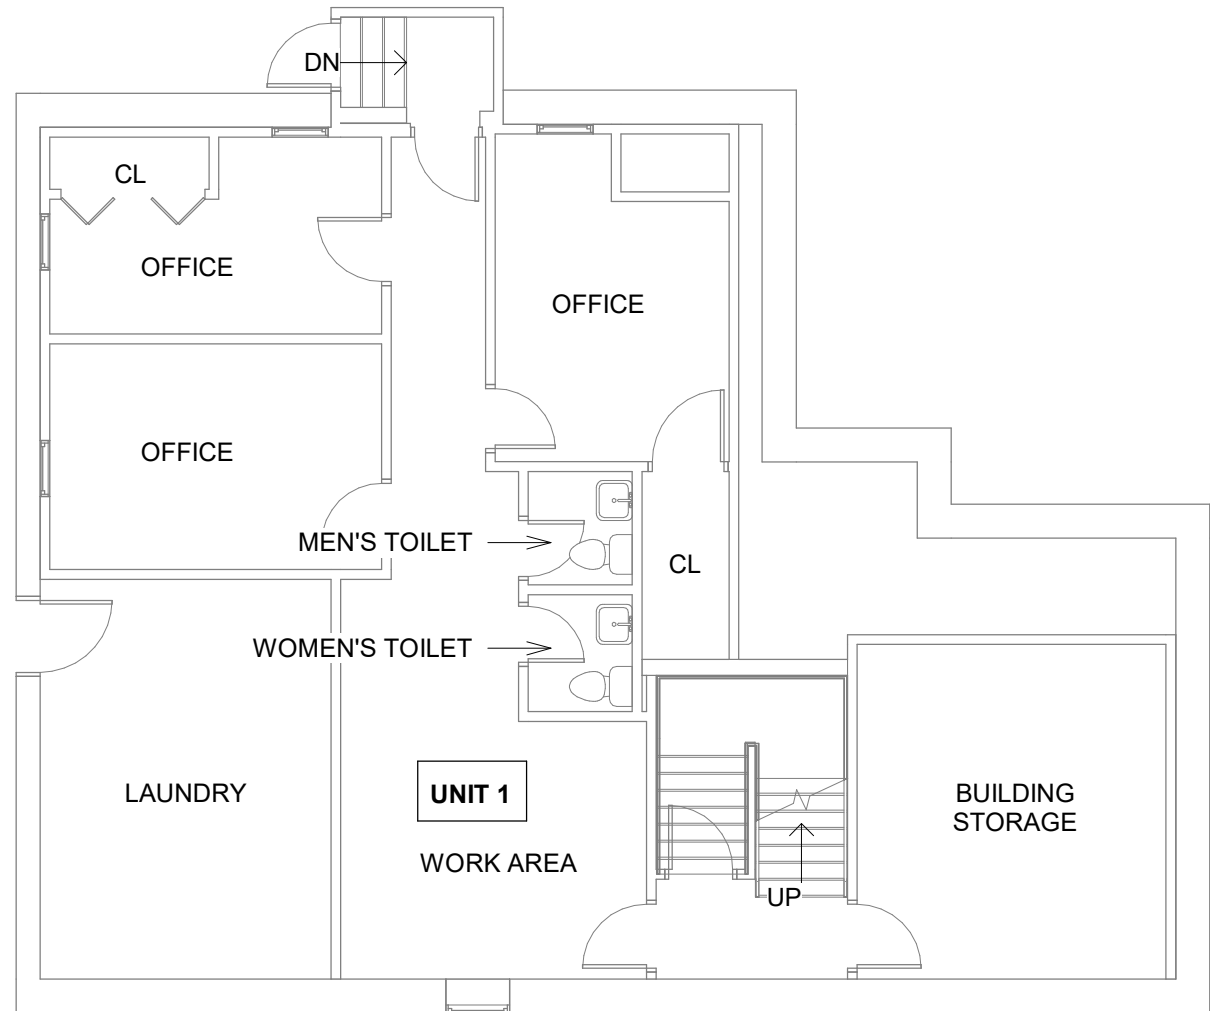 DN
CL
OFFICE
OFFICE
OFFICE
MEN'S TOILET
CL
WOMEN'S TOILET
LAUNDRY
UNIT 1
WORK AREA
BUILDING
STORAGE
UP